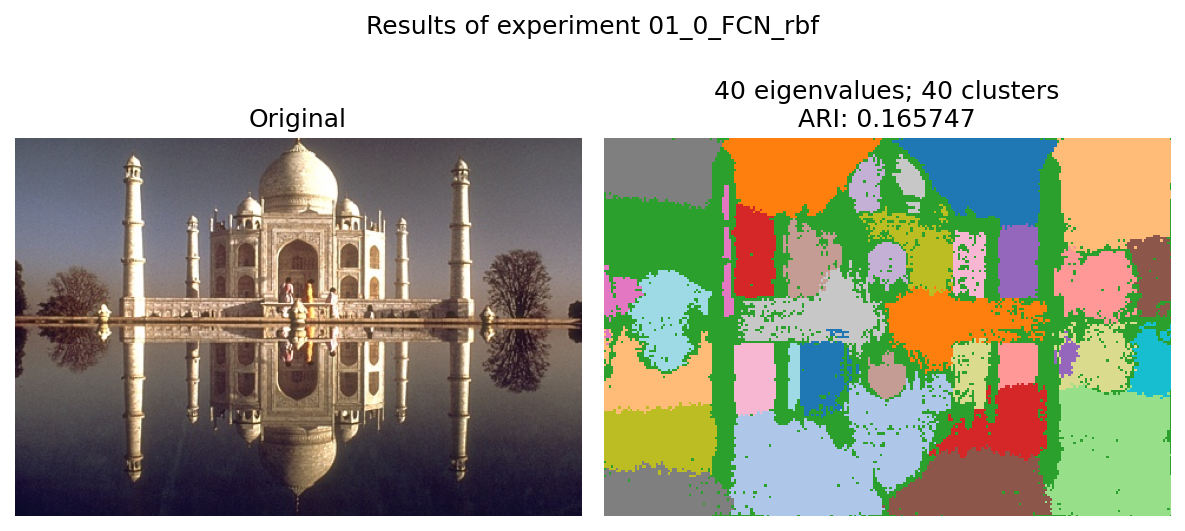 Results of experiment 01_0_FCN_rbf
Original
40 eigenvalues; 40 clusters
ARI: 0.165747